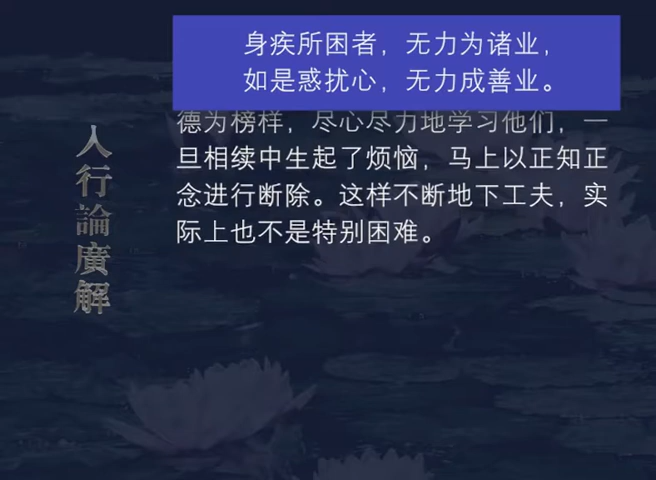 身疾所困者，无力为诸业，
如是惑扰心，无力成善业。
德为榜样，尽心尽力地学习他们，一
旦相续中生起了烦恼，马上以正知正
念进行断除。这样不断地下工夫，实
际上也不是特别困难。
入行論廣解